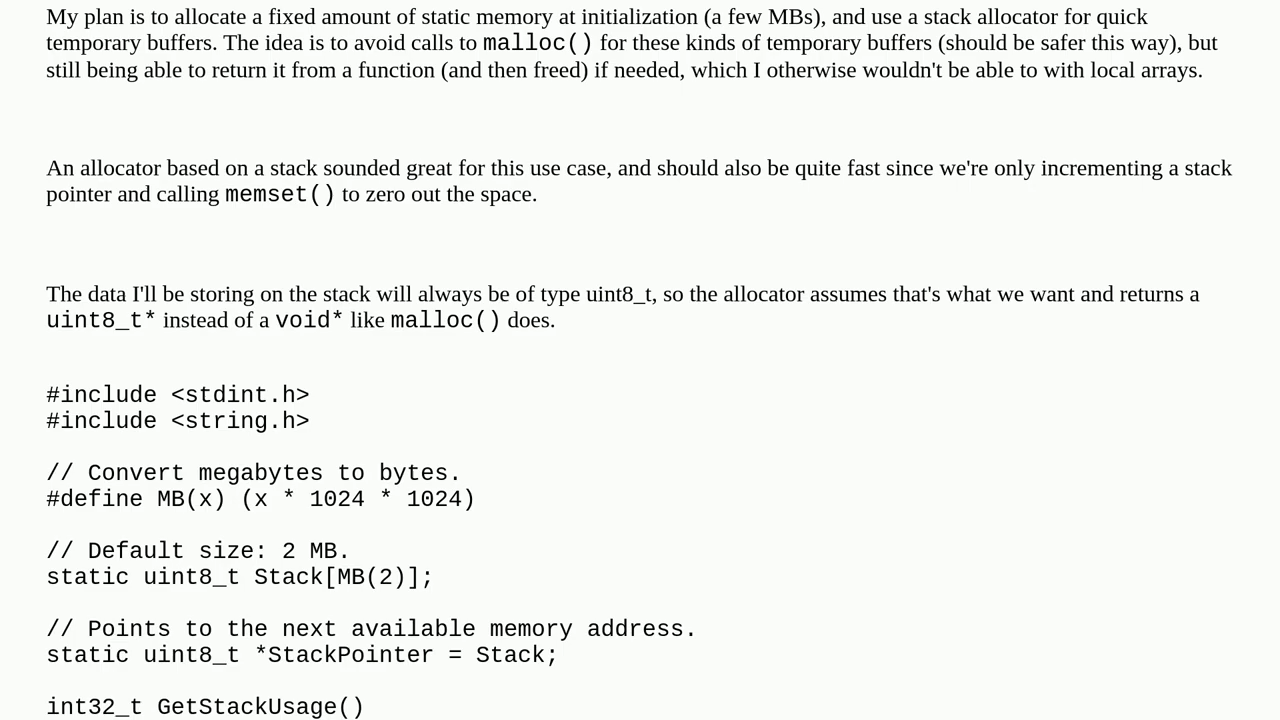 My plan is to allocate a fixed amount of static memory at initialization (a few MBs), and use a stack allocator for quick
temporary buffers. The idea is to avoid calls to malloc() for these kinds of temporary buffers (should be safer this way), but
still being able to return it from a function (and then freed) if needed, which I otherwise wouldn't be able to with local arrays.
An allocator based on a stack sounded great for this use case, and should also be quite fast since we're only incrementing a stack
pointer and calling memset() to zero out the space.
The data I'll be storing on the stack will always be of type uint8_t, so the allocator assumes that's what we want and returns a
uint8_t* instead of a void* like malloc() does.
#include <stdint.h>
#include <string.h>
// Convert megabytes to bytes.
#define MB(x) (x * 1024 * 1024)
// Default size: 2 MB.
static uint8_t Stack[MB(2)];
// Points to the next available memory address.
static uint8_t *StackPointer = Stack;
int32_t GetStackUsage()